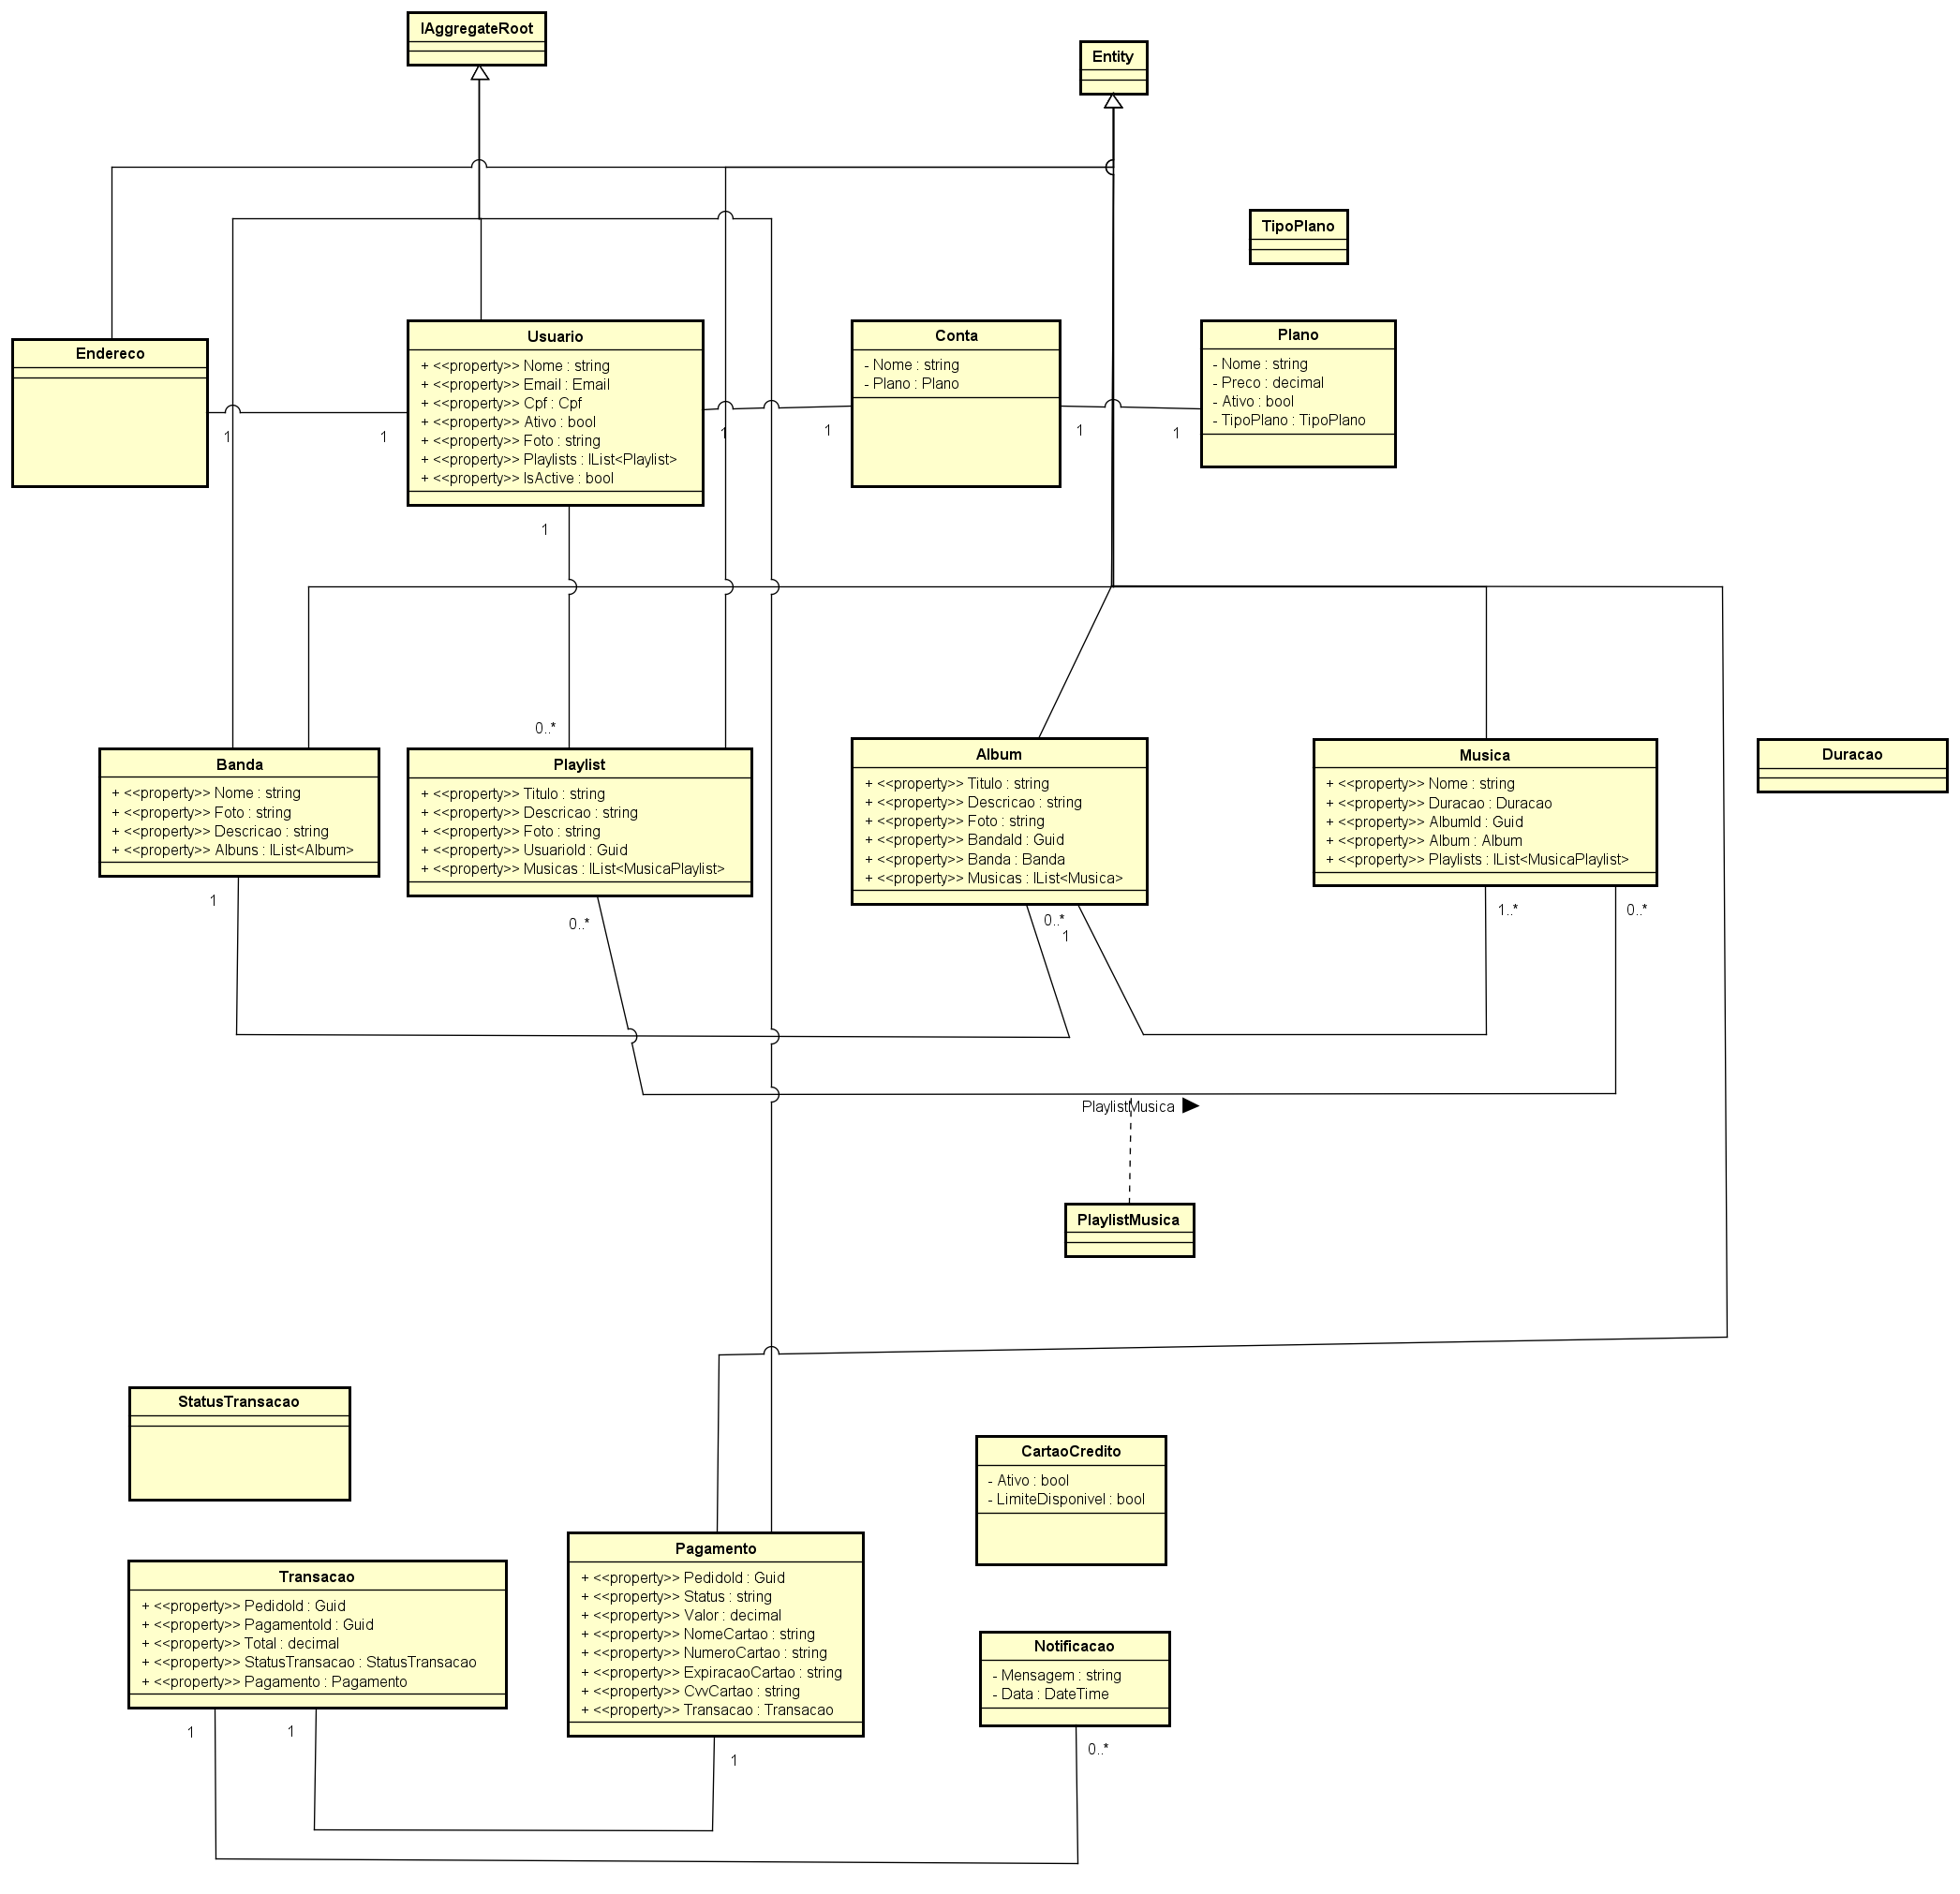 IAggregateRoot
Entity
TipoPlano
Endereco
Usuario
+ <<property>> Nome : string
+ <<property>> Email : Email
+ <<property>> Cpf : Cpf
+ <<property>> Ativo : bool
+ <<property>> Foto : string
+ <<property>> Playlists : IList<Playlist>
+ <<property>> IsActive : bool
Conta
- Nome : string
- Plano : Plano
Plano
- Nome : string
- Preco : decimal
- Ativo : bool
- TipoPlano : TipoPlano
1
1
1
1
1
1
1
0..*
Banda
+ <<property>> Nome : string
+ <<property>> Foto : string
+ <<property>> Descricao : string
+ <<property>> Albuns : IList<Album>
Playlist
+ <<property>> Titulo : string
+ <<property>> Descricao : string
+ <<property>> Foto : string
+ <<property>> UsuarioId : Guid
+ <<property>> Musicas : IList<MusicaPlaylist>
Album
+ <<property>> Titulo : string
+ <<property>> Descricao : string
+ <<property>> Foto : string
+ <<property>> BandaId : Guid
+ <<property>> Banda : Banda
+ <<property>> Musicas : IList<Musica>
Musica
+ <<property>> Nome : string
+ <<property>> Duracao : Duracao
+ <<property>> AlbumId : Guid
+ <<property>> Album : Album
+ <<property>> Playlists : IList<MusicaPlaylist>
Duracao
1
0..*
0..*
1
1..*
0..*
PlaylistMusica
PlaylistMusica
StatusTransacao
CartaoCredito
- Ativo : bool
- LimiteDisponivel : bool
Transacao
+ <<property>> PedidoId : Guid
+ <<property>> PagamentoId : Guid
+ <<property>> Total : decimal
+ <<property>> StatusTransacao : StatusTransacao
+ <<property>> Pagamento : Pagamento
Pagamento
+ <<property>> PedidoId : Guid
+ <<property>> Status : string
+ <<property>> Valor : decimal
+ <<property>> NomeCartao : string
+ <<property>> NumeroCartao : string
+ <<property>> ExpiracaoCartao : string
+ <<property>> CvvCartao : string
+ <<property>> Transacao : Transacao
Notificacao
- Mensagem : string
- Data : DateTime
1
1
1
0..*